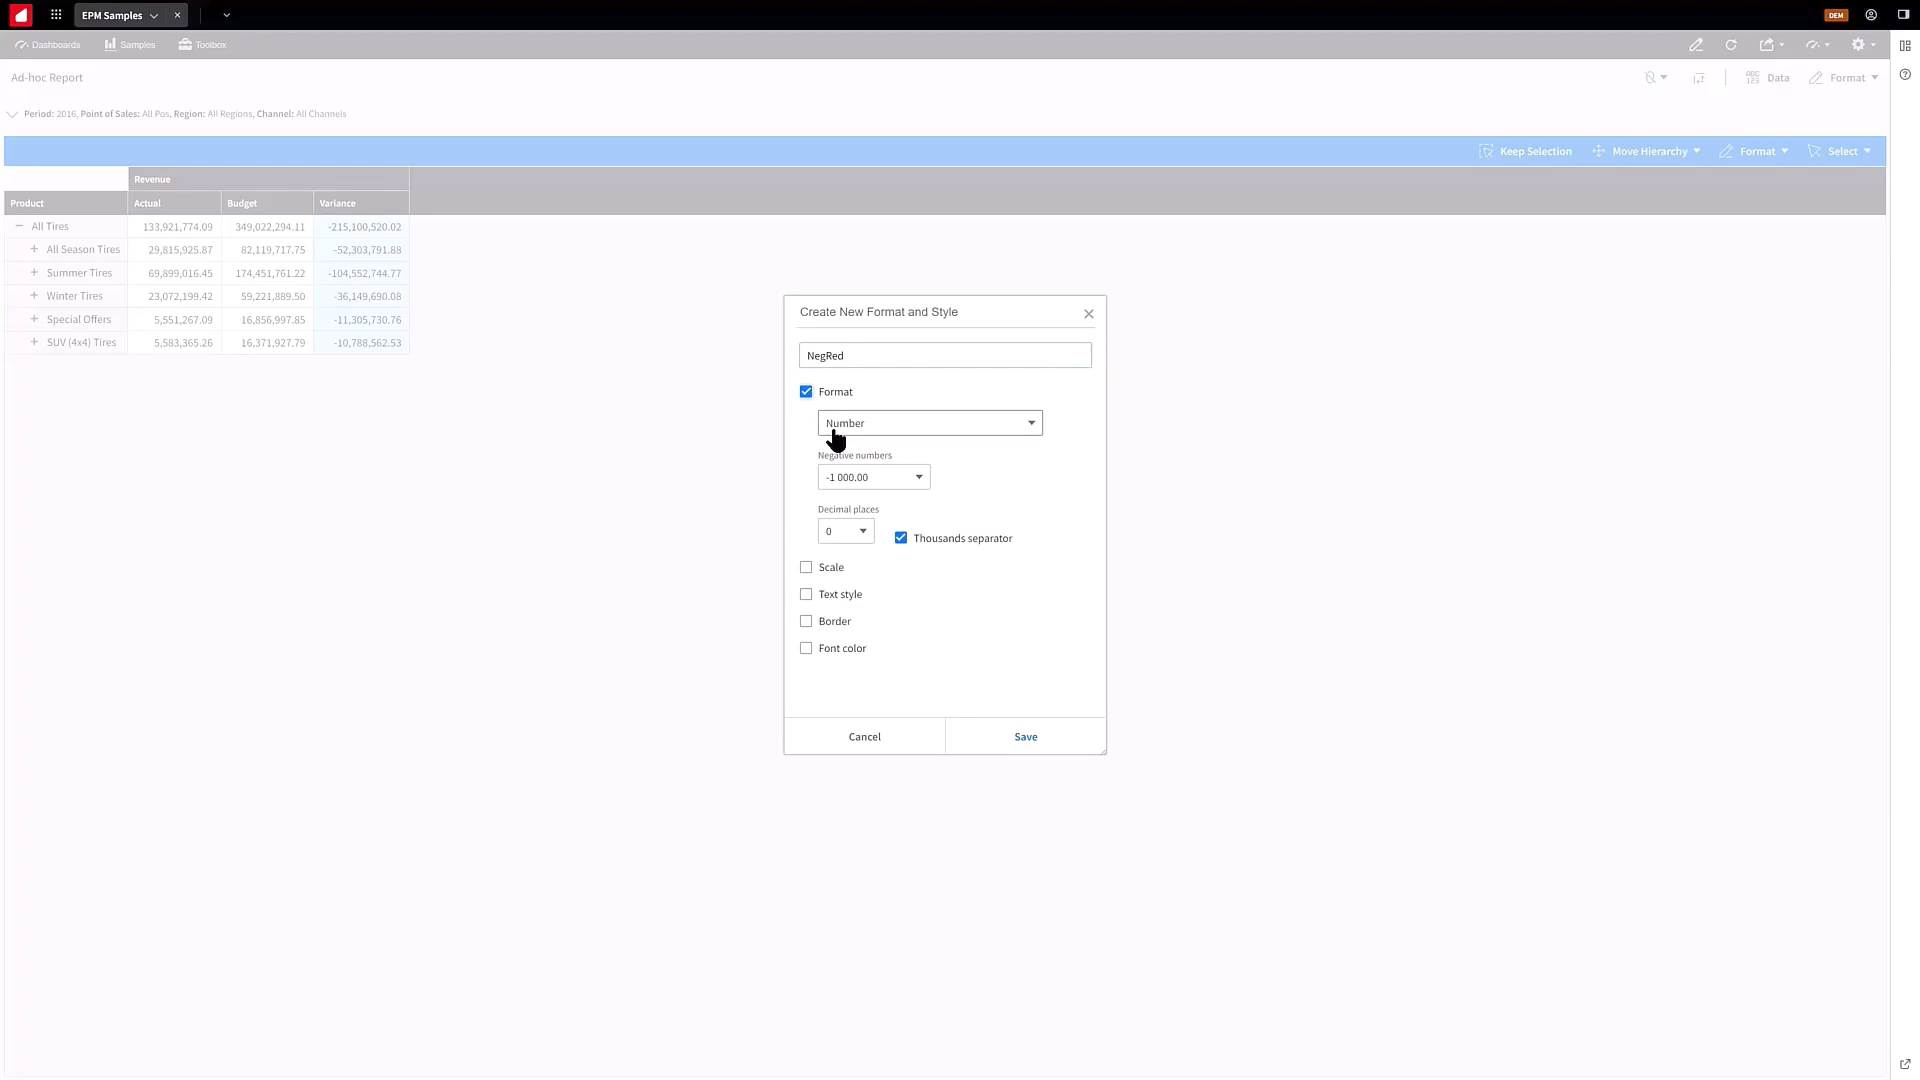 EPM Samples
DEM
Dashboards Samples Toolbox
Ad-hoc Report
ABC 123 Data Format
Period: 2016, Point of Sales: All Pos, Region: All Regions, Channel: All Channels
Keep Selection Move Hierarchy Format Select
Revenue
Product Actual Budget Variance
All Tires 133,921,774.09 349,022,294.11 -215,100,520.02
All Season Tires 29,815,925.87 82,119,717.75 -52,303,791.88
Summer Tires 69,899,016.45 174,451,761.22 -104,552,744.77
Winter Tires 23,072,199.42 59,221,889.50 -36,149,690.08
Special Offers 5,551,267.09 16,856,997.85 -11,305,730.76
SUV (4x4) Tires 5,583,365.26 16,371,927.79 -10,788,562.53
Create New Format and Style
NegRed
Format
Number
Negative numbers
-1 000.00
Decimal places
0 Thousands separator
Scale
Text style
Border
Font color
Cancel Save